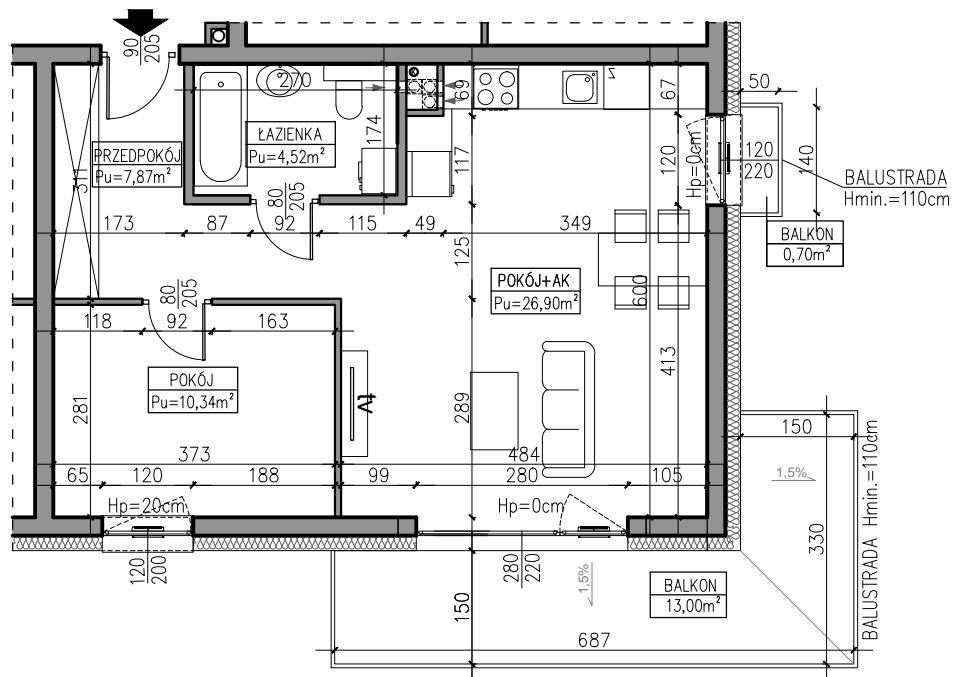 90
205
270
69
67
50
ŁAZIENKA
Pu=4,52m²
174
PRZEDPOKÓJ
Pu=7,87m²
311
117
120
Hp=0cm
120
220
140
BALUSTRADA
Hmin.=110cm
80
205
173
87
92
115
49
349
125
BALKON
0,70m²
POKÓJ+AK
Pu=26,90m²
600
80
205
118
92
163
POKÓJ
Pu=10,34m²
281
tv
289
413
373
484
65
120
188
99
280
105
150
1,5%
BALUSTRADA Hmin.=110cm
Hp=20cm
Hp=0cm
120
200
280
220
1,5%
150
BALKON
13,00m²
330
687